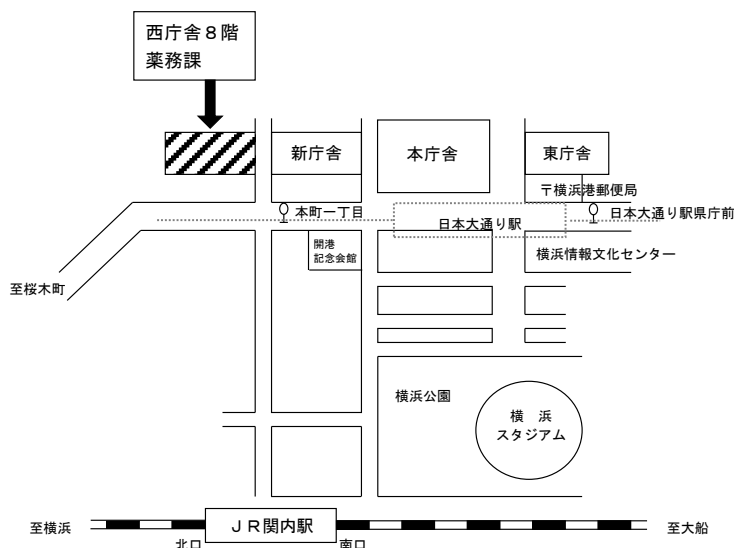 西庁舎８階
薬務課
新庁舎
本庁舎
東庁舎
〒横浜港郵便局
本町一丁目
日本大通り駅県庁前
日本大通り駅
開港
記念会館
横浜情報文化センター
至桜木町
横浜公園
横　浜
スタジアム
至横浜
ＪＲ関内駅
至大船
北口
南口